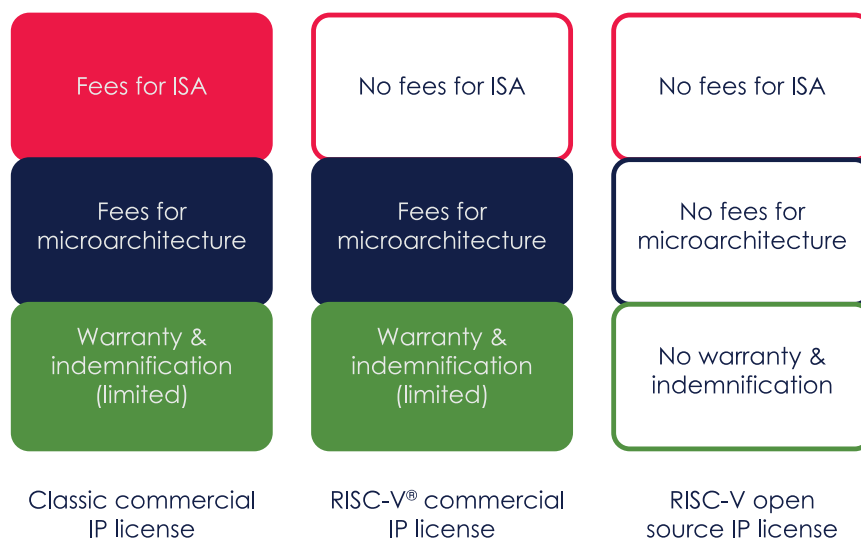 Fees for ISA
No fees for ISA
No fees for ISA
Fees for
microarchitecture
Fees for
microarchitecture
No fees for
microarchitecture
Warranty &
indemnification
(limited)
Warranty &
indemnification
(limited)
No warranty &
indemnification
Classic commercial
IP license
RISC-V® commercial
IP license
RISC-V open
source IP license